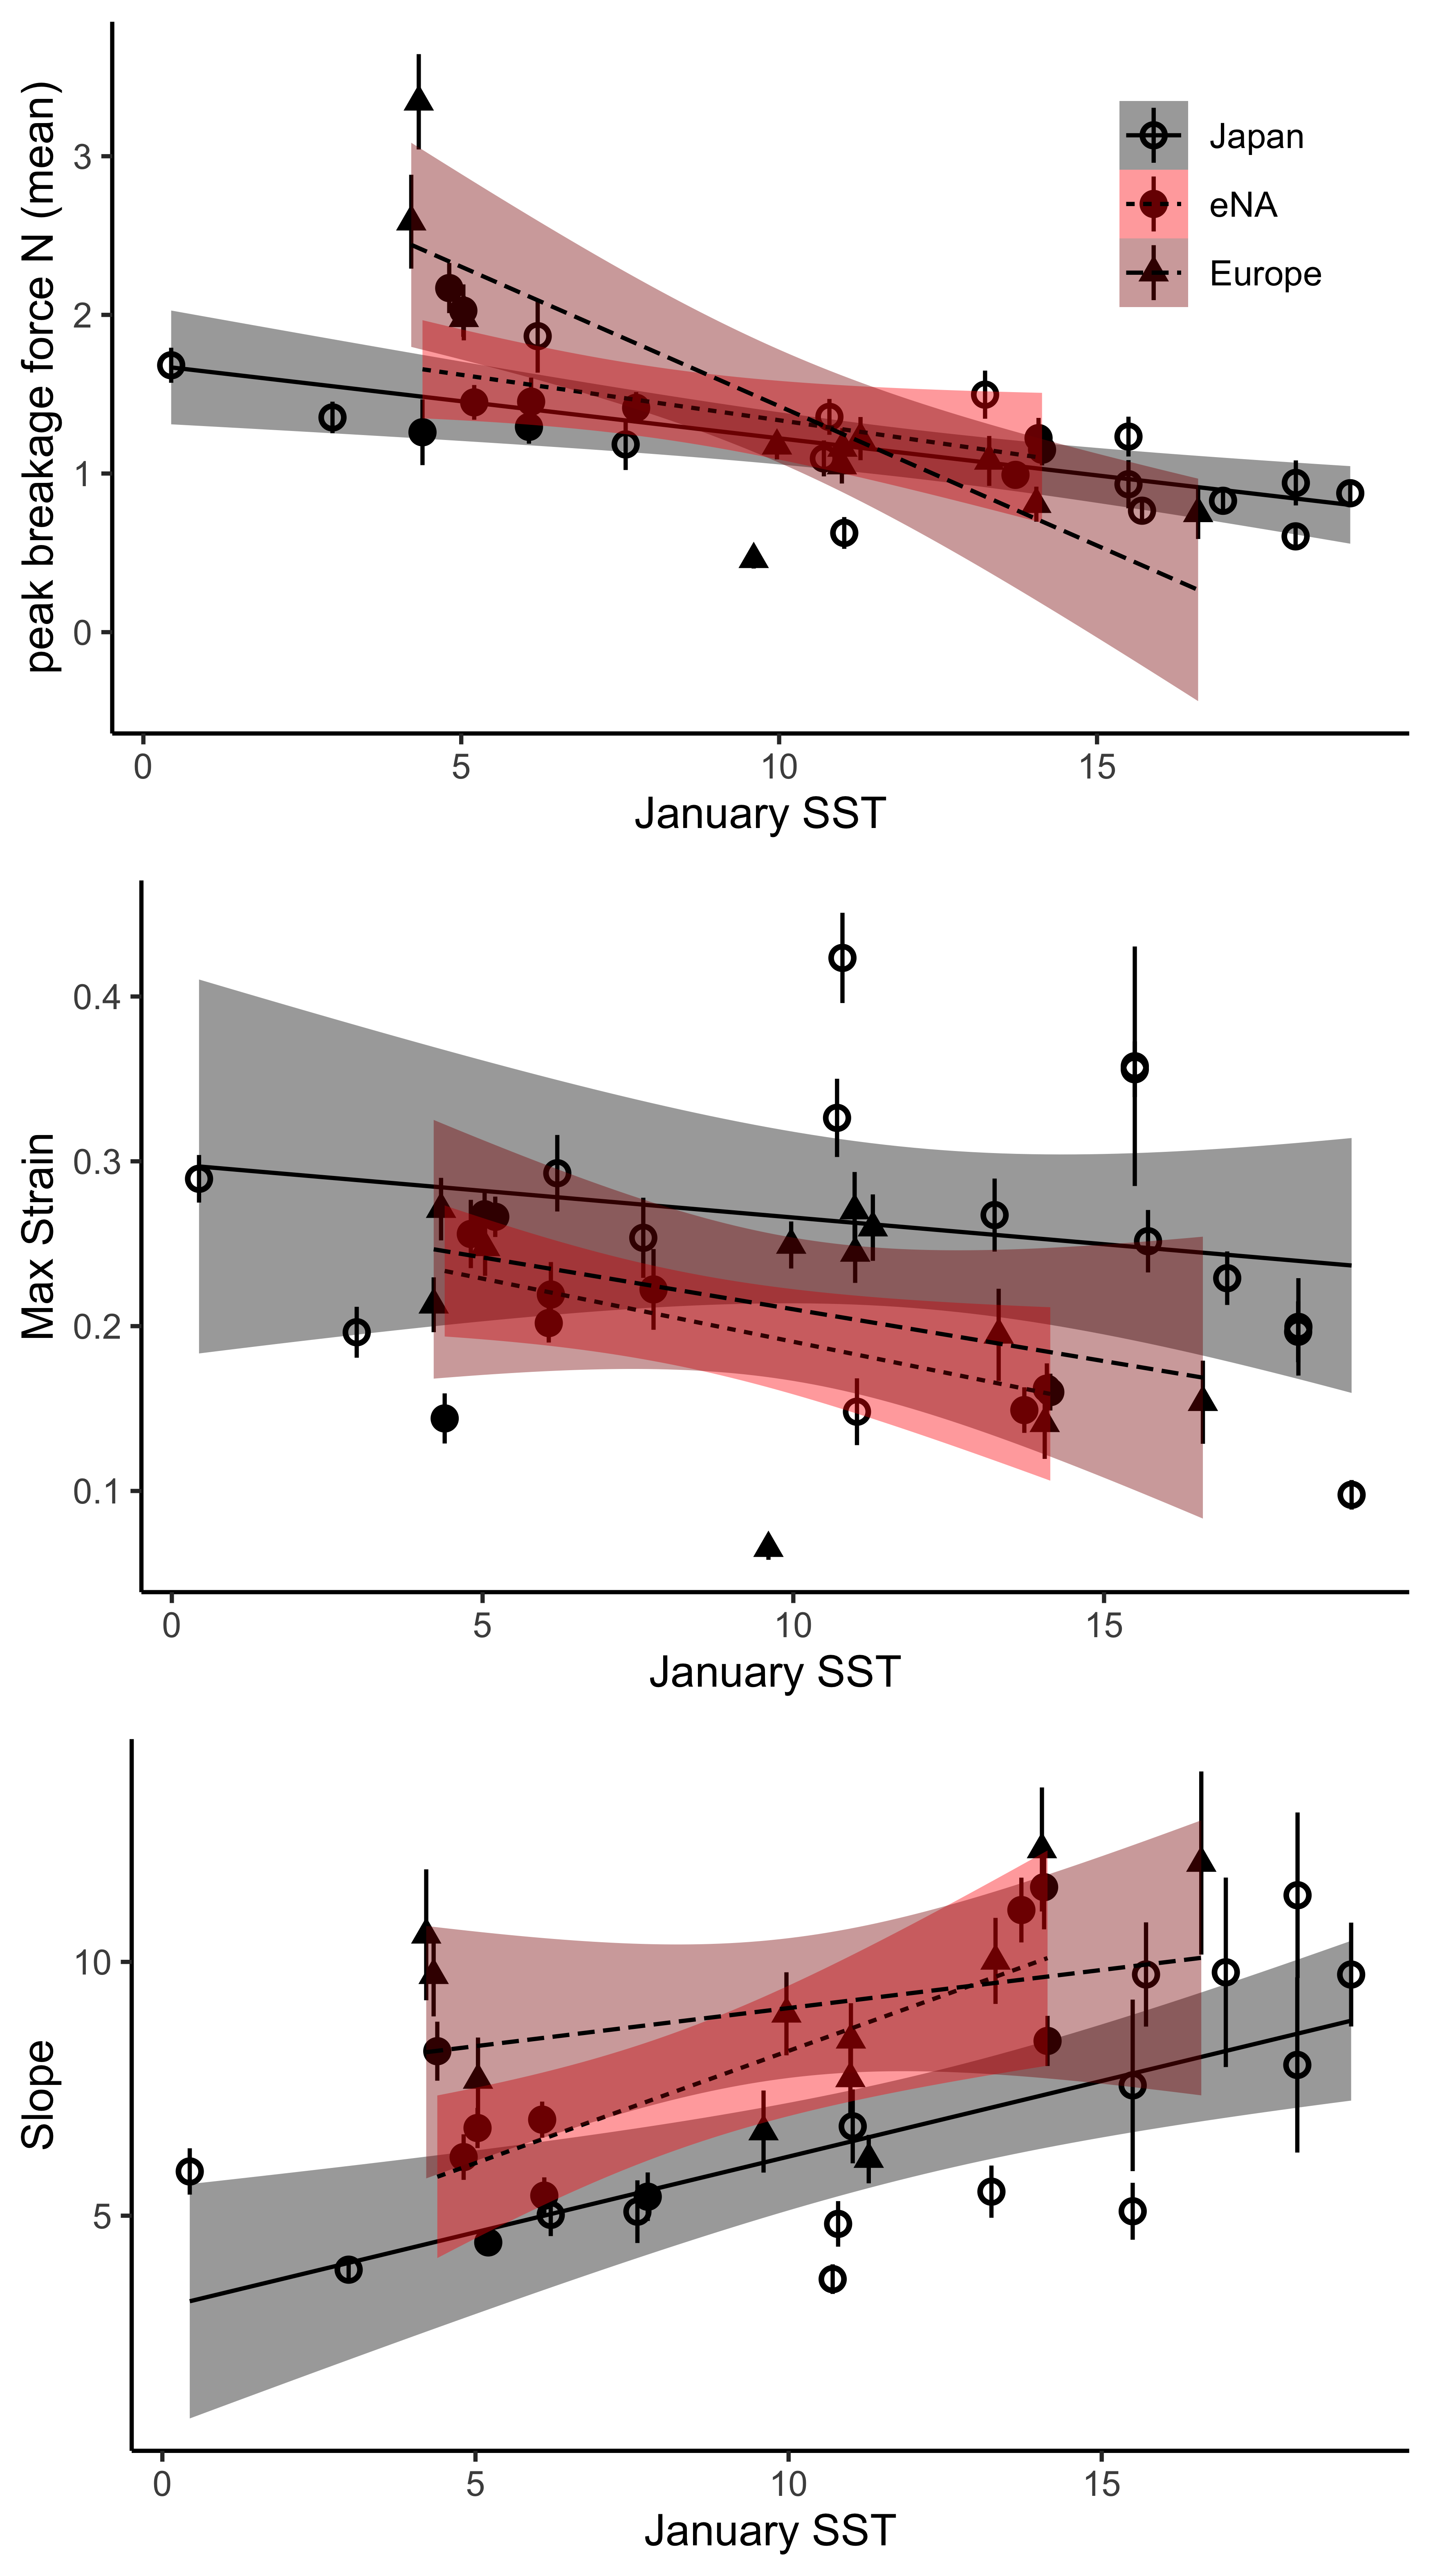 peak breakage force N (mean)
3
2
1
0
Japan
eNA
Europe
0 5 10 15
January SST
Max Strain
0.4
0.3
0.2
0.1
0 5 10 15
January SST
Slope
10
5
0 5 10 15
January SST